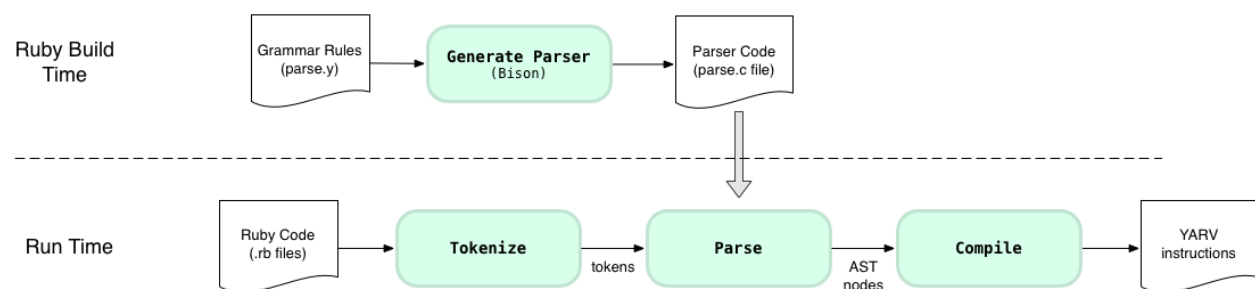 Ruby Build
Time
Grammar Rules
(parse.y)
Generate Parser
(Bison)
Parser Code
(parse.c file)
Run Time
Ruby Code
(.rb files)
Tokenize
tokens
Parse
AST
nodes
Compile
YARV
instructions